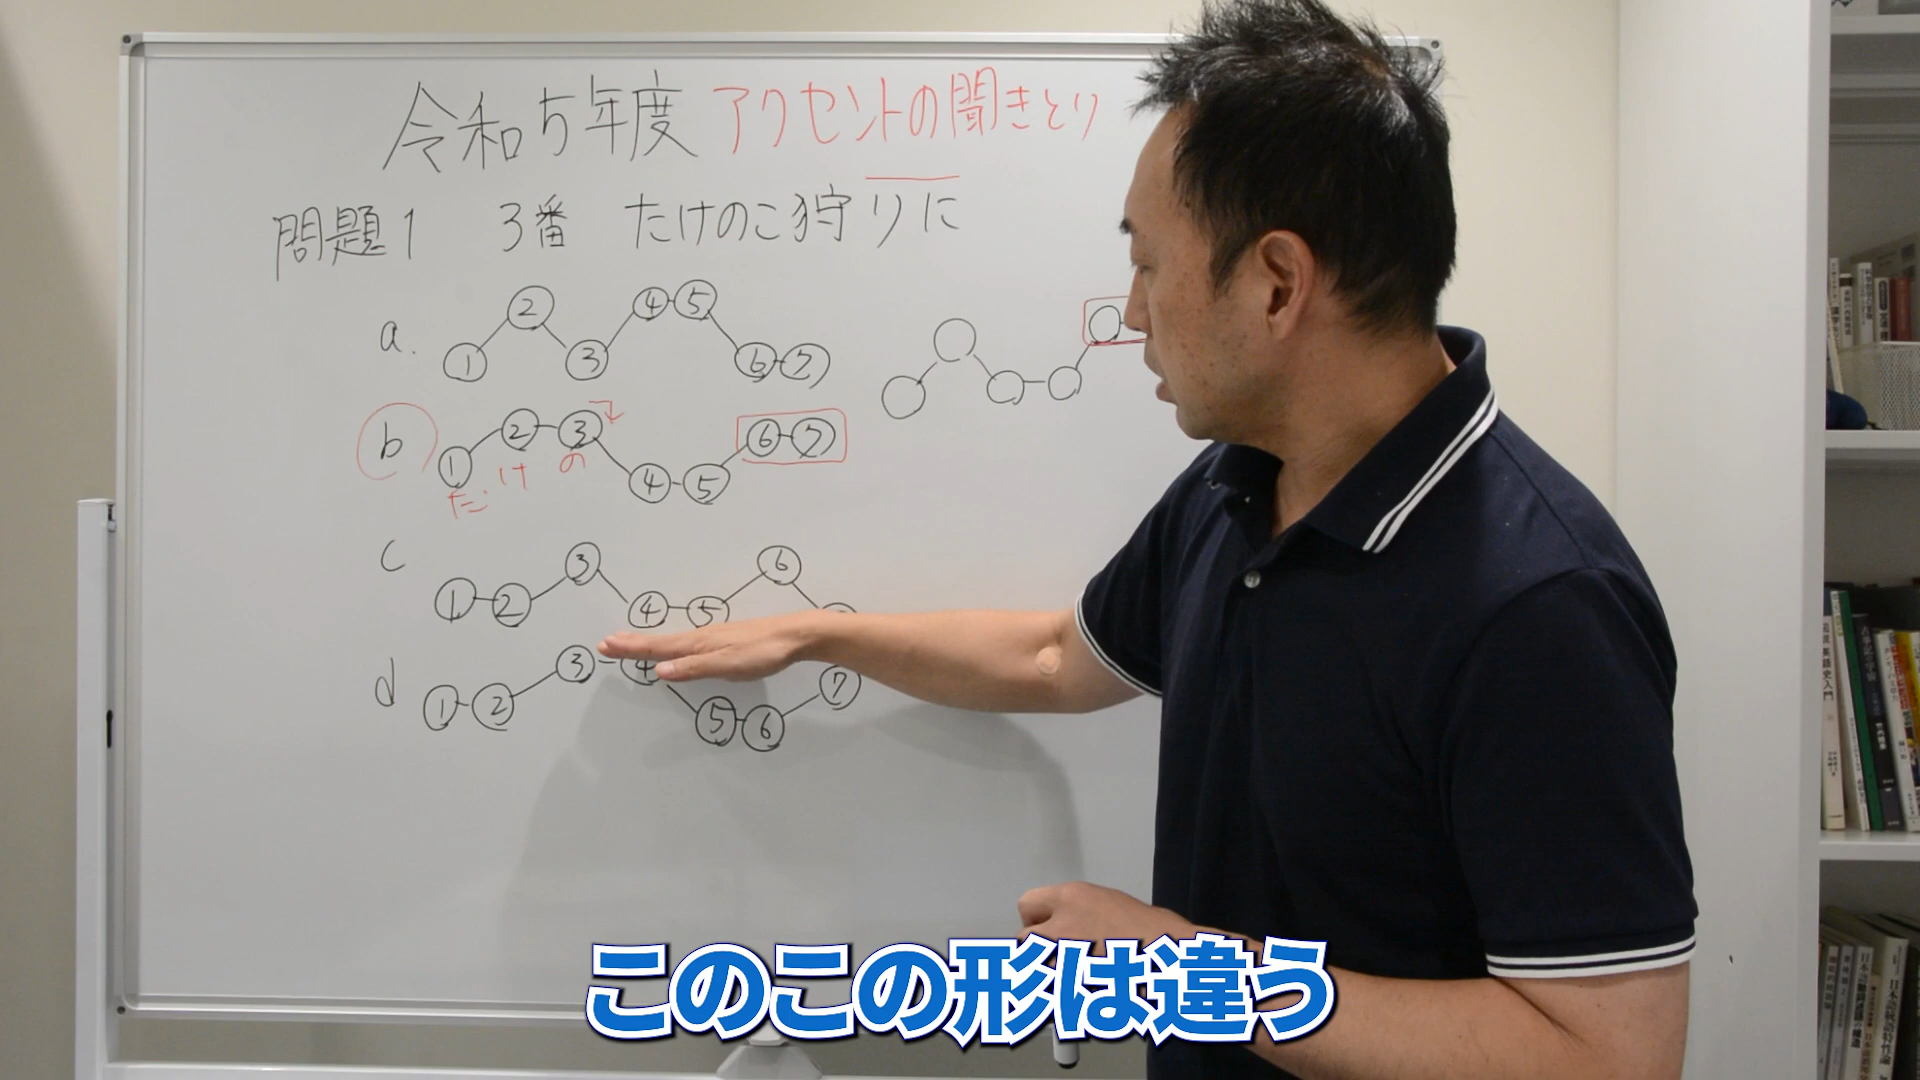 令和5年度 アクセントの聞きとり
問題1 3番 たけのこ狩りに
a. ① ② ③ ④ ⑤ ⑥ ⑦
b ① ② ③ ④ ⑤ ⑥ ⑦
た け の
c ① ② ③ ④ ⑤ ⑥
d ① ② ③ ④ ⑤ ⑥ ⑦
このこの形は違う